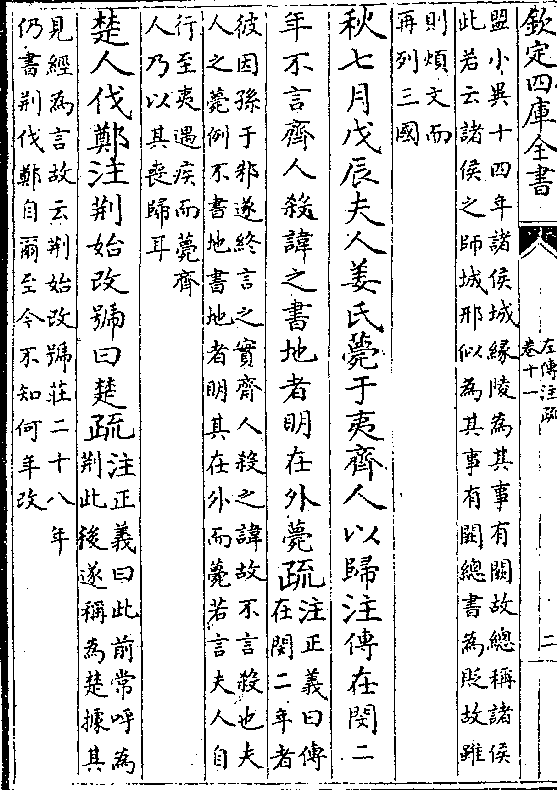 欽定四庫全書
左傳注疏
卷十一
二
盟小異十四年諸侯城緣陵為其事有闕故總稱諸侯
此若云諸侯之師城邢似為其事有闕總書為貶故雖
則煩文而
再列三國
秋七月戊辰夫人姜氏薨于夷齊人以歸注傳在閔二
年不言齊人殺諱之書地者明在外薨疏注正義曰傳
在閔二年者
彼因孫于邾遂終言之實齊人殺之諱故不言殺也夫
人之薨例不書地書地者明其在外而薨若言夫人自
行至夷遇疾而薨齊
人乃以其喪歸耳
楚人伐鄭注荆始改號曰楚疏注正義曰此前常呼為
荆此後遂稱為楚據其
見經為言故云荆始改號莊二十八年
仍書荆伐鄭自爾至今不知何年改